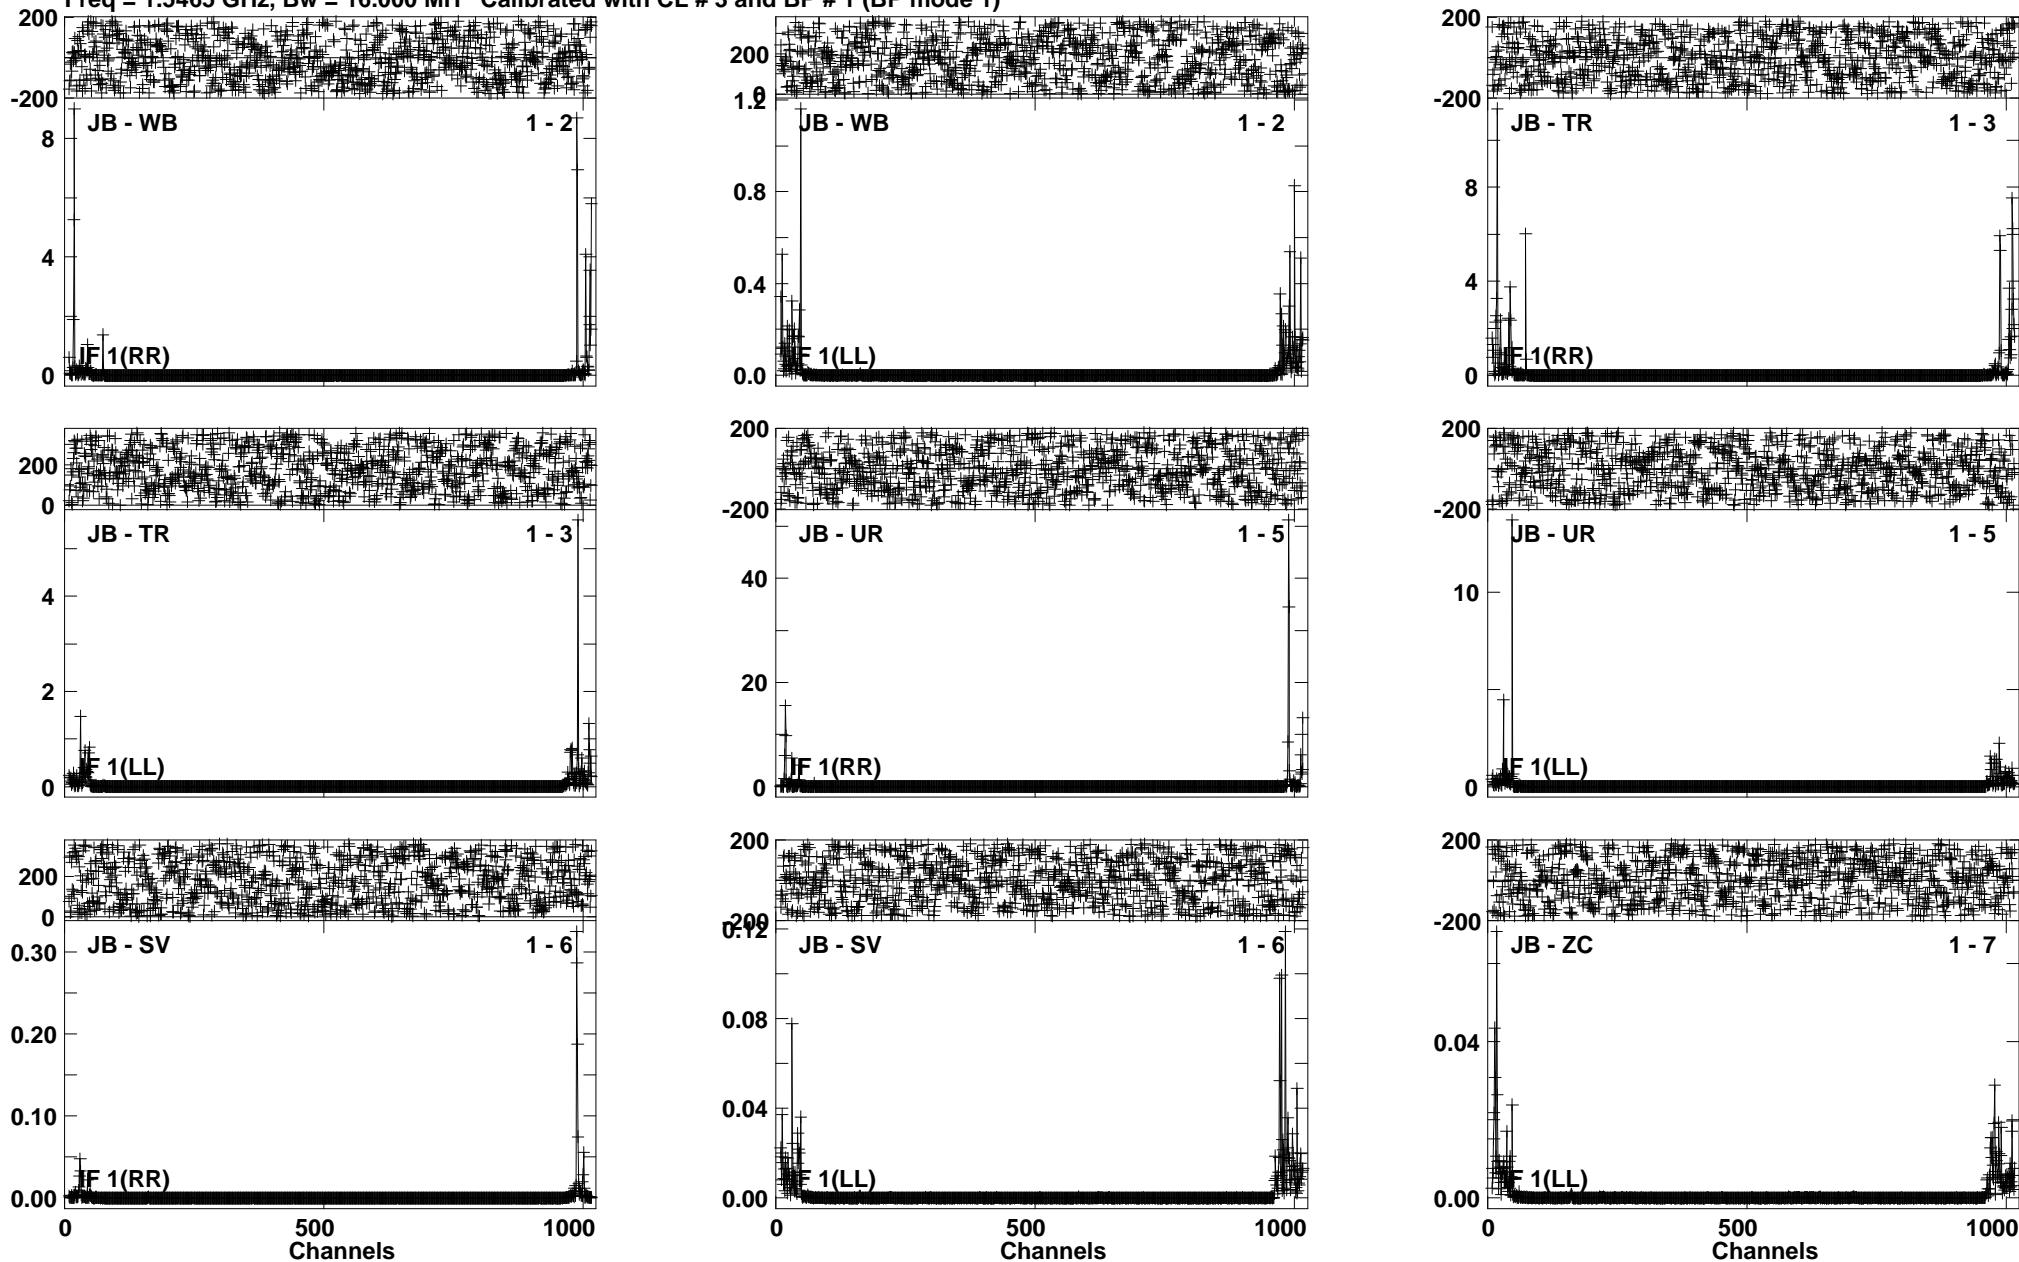 Freq = 1.5465 GHz, Bw = 16.000 MH Calibrated with CL # 3 and BP # 1 (BP mode 1)
200
-200
8
4
0
JB - WB
1 - 2
IF 1(RR)
200
0
1.2
0.8
0.4
0.0
JB - WB
1 - 2
IF 1(LL)
200
-200
8
4
0
JB - TR
1 - 3
IF 1(RR)
200
0
4
2
0
JB - TR
1 - 3
IF 1(LL)
200
-200
40
20
0
JB - UR
1 - 5
IF 1(RR)
200
-200
10
0
JB - UR
1 - 5
IF 1(LL)
200
0
0.30
0.20
0.10
0.00
JB - SV
1 - 6
IF 1(RR)
0 500 1000
Channels
200
-200
0.12
0.08
0.04
0.00
JB - SV
1 - 6
IF 1(LL)
0 500 1000
200
-200
0.04
0.00
JB - ZC
1 - 7
IF 1(LL)
0 500 1000
Channels